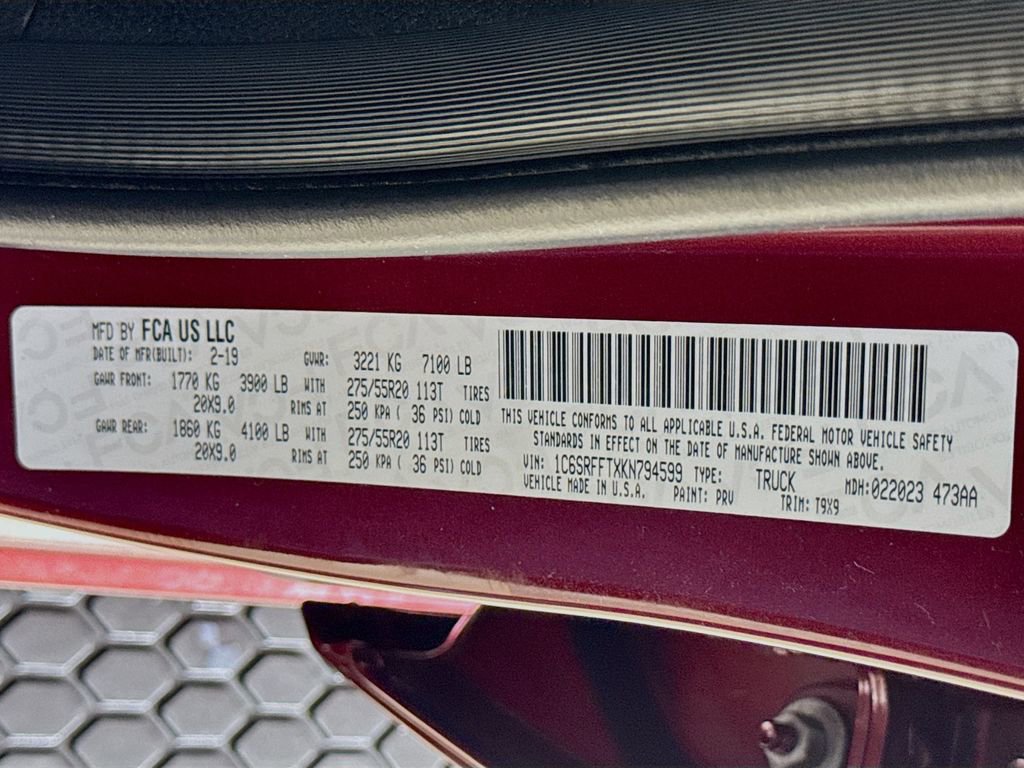 MFD BY FCA US LLC
DATE OF MFR(BUILT): 2-19 GVWR: 3221 KG 7100 LB
GAWR FRONT: 1770 KG 3900 LB WITH 275/55R20 113T TIRES
20X9.0 RIMS AT 250 KPA ( 36 PSI) COLD
GAWR REAR: 1860 KG 4100 LB WITH 275/55R20 113T TIRES
20X9.0 RIMS AT 250 KPA ( 36 PSI) COLD
THIS VEHICLE CONFORMS TO ALL APPLICABLE U.S.A. FEDERAL MOTOR VEHICLE SAFETY
STANDARDS IN EFFECT ON THE DATE OF MANUFACTURE SHOWN ABOVE.
VIN: 1C6SRFFTXKN794599 TYPE: TRUCK MDH:022023 473AA
VEHICLE MADE IN U.S.A. PAINT: PRV TRIM: T9X9